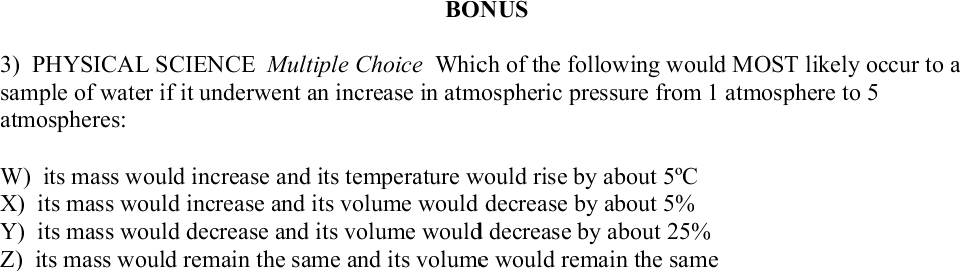 BONUS
3) PHYSICAL SCIENCE Multiple Choice Which of the following would MOST likely occur to a
sample of water if it underwent an increase in atmospheric pressure from 1 atmosphere to 5
atmospheres:
W) its mass would increase and its temperature would rise by about 5ºC
X) its mass would increase and its volume would decrease by about 5%
Y) its mass would decrease and its volume would decrease by about 25%
Z) its mass would remain the same and its volume would remain the same